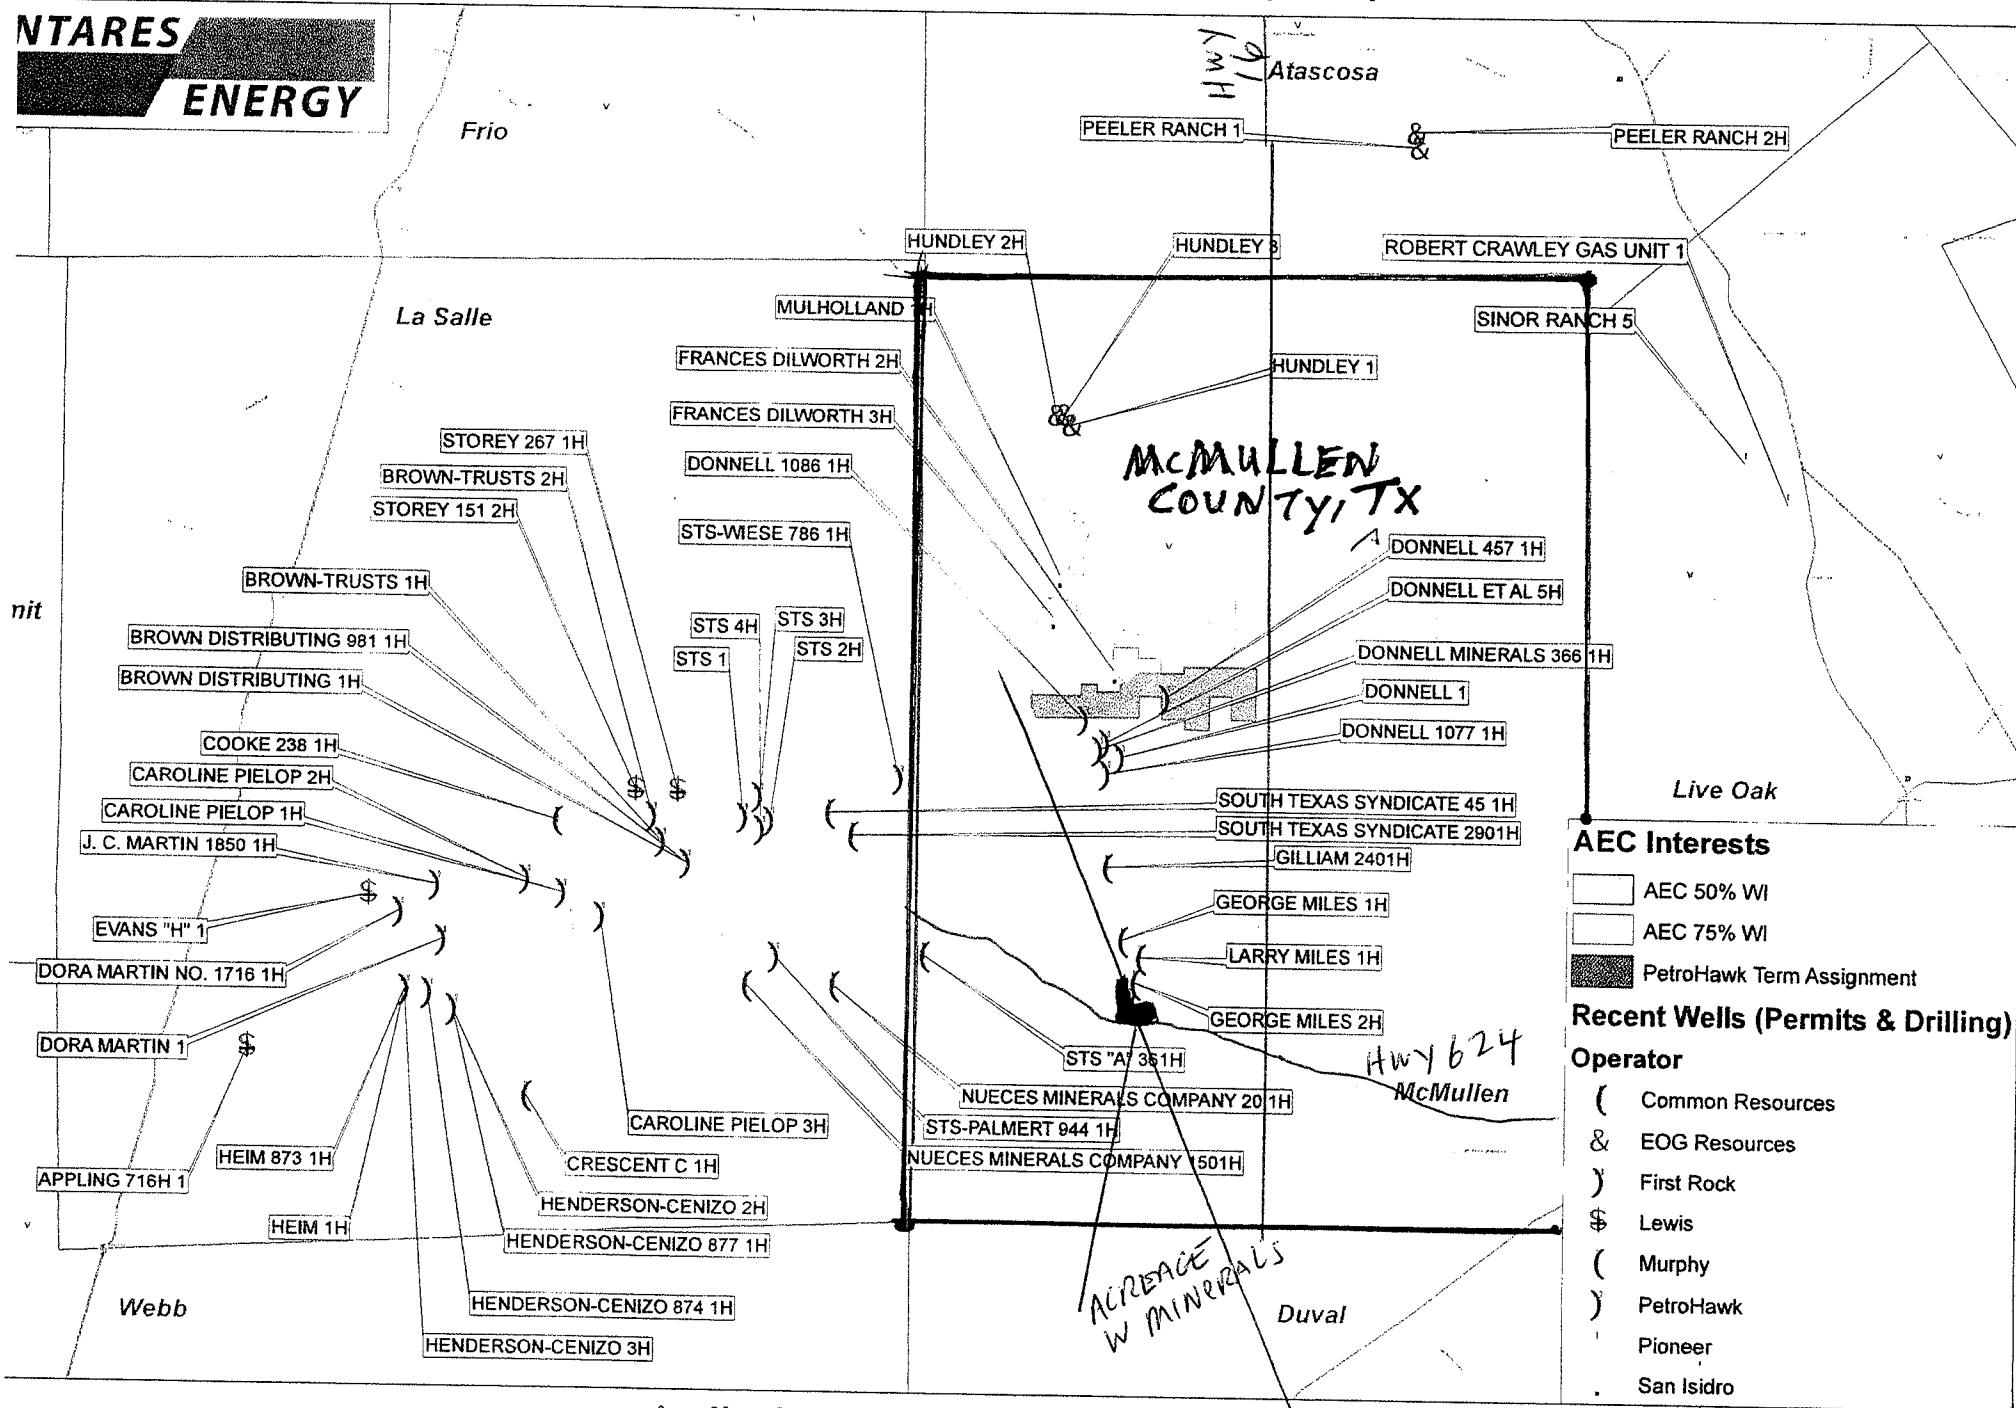 NTARES
ENERGY
Hwy
16
Atascosa
Frio
PEELER RANCH 1
PEELER RANCH 2H
HUNDLEY 2H
HUNDLEY 3
ROBERT CRAWLEY GAS UNIT 1
La Salle
MULHOLLAND 1H
SINOR RANCH 5
FRANCES DILWORTH 2H
HUNDLEY 1
FRANCES DILWORTH 3H
STOREY 267 1H
DONNELL 1086 1H
McMULLEN
COUNTY, TX
BROWN-TRUSTS 2H
STOREY 151 2H
STS-WIESE 786 1H
DONNELL 457 1H
BROWN-TRUSTS 1H
DONNELL ET AL 5H
nit
STS 4H
STS 3H
BROWN DISTRIBUTING 981 1H
STS 1
STS 2H
DONNELL MINERALS 366 1H
BROWN DISTRIBUTING 1H
DONNELL 1
DONNELL 1077 1H
COOKE 238 1H
CAROLINE PIELOP 2H
Live Oak
SOUTH TEXAS SYNDICATE 45 1H
CAROLINE PIELOP 1H
SOUTH TEXAS SYNDICATE 2901H
J. C. MARTIN 1850 1H
GILLIAM 2401H
GEORGE MILES 1H
EVANS "H" 1
LARRY MILES 1H
DORA MARTIN NO. 1716 1H
GEORGE MILES 2H
DORA MARTIN 1
STS "A" 361H
Hwy 624
McMullen
NUECES MINERALS COMPANY 20 1H
CAROLINE PIELOP 3H
STS-PALMERT 944 1H
HEIM 873 1H
CRESCENT C 1H
NUECES MINERALS COMPANY 1501H
APPLING 716H 1
HENDERSON-CENIZO 2H
HEIM 1H
HENDERSON-CENIZO 877 1H
ACREAGE
W MINERALS
Webb
HENDERSON-CENIZO 874 1H
Duval
HENDERSON-CENIZO 3H
AEC Interests
AEC 50% WI
AEC 75% WI
PetroHawk Term Assignment
Recent Wells (Permits & Drilling)
Operator
( Common Resources
& EOG Resources
) First Rock
$ Lewis
( Murphy
) PetroHawk
Pioneer
San Isidro